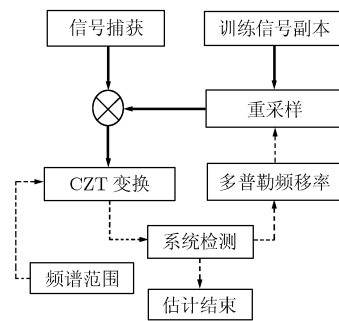 信号捕获
训练信号副本
重采样
CZT 变换
多普勒频移率
系统检测
频谱范围
估计结束